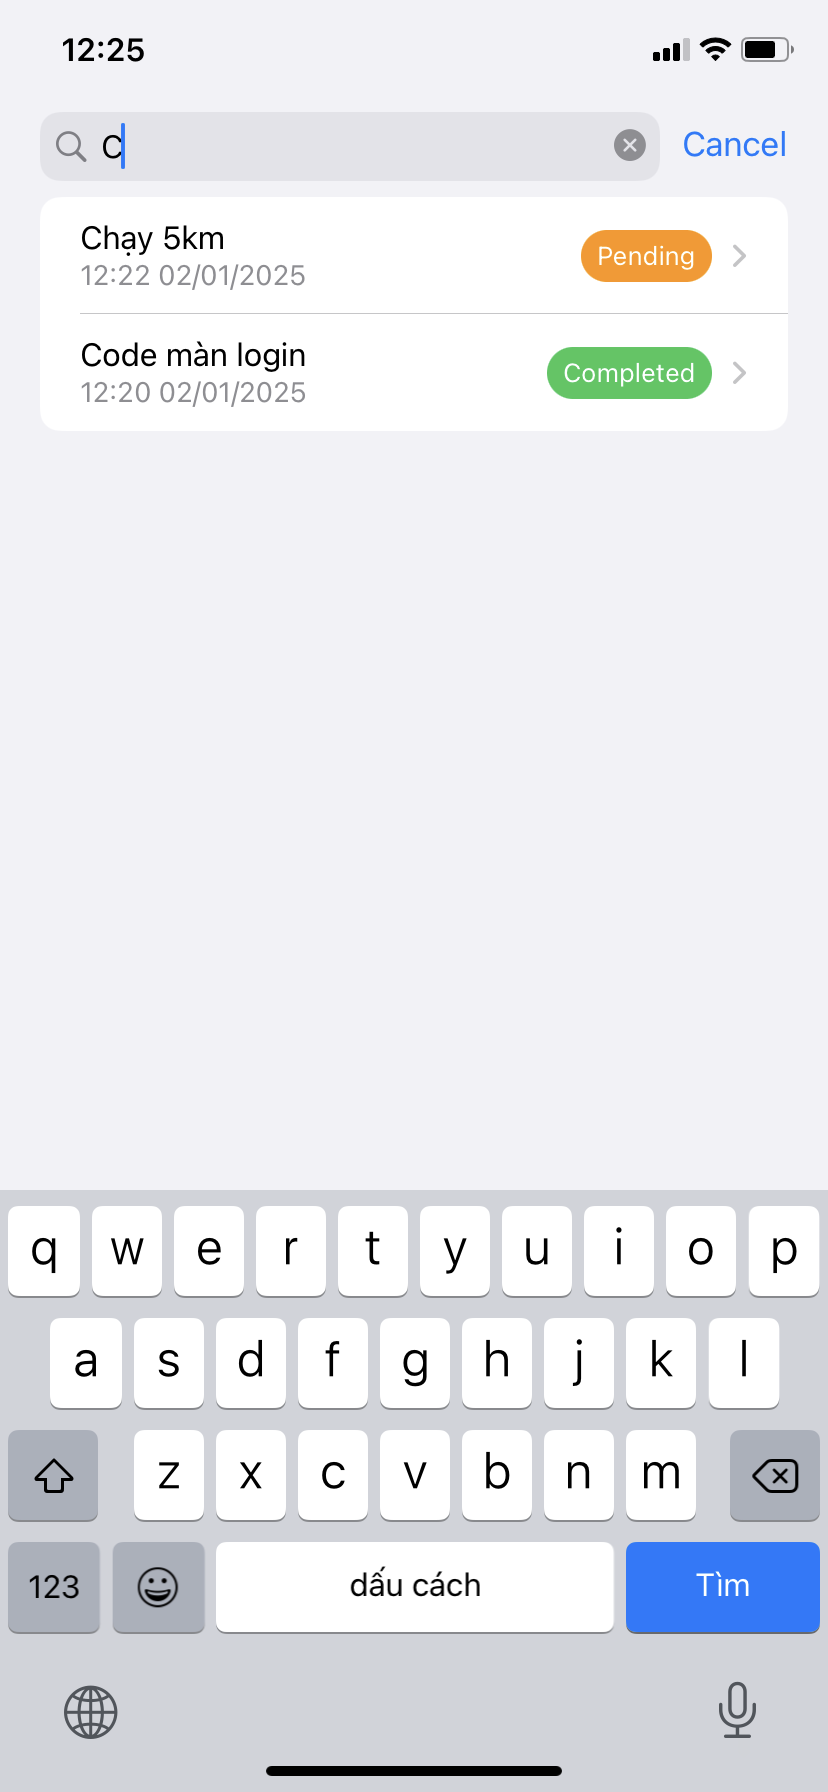 12:25
C
Cancel
Chạy 5km
12:22 02/01/2025
Pending
Code màn login
12:20 02/01/2025
Completed
q w e r t y u i o p
a s d f g h j k l
z x c v b n m
123 dấu cách Tìm